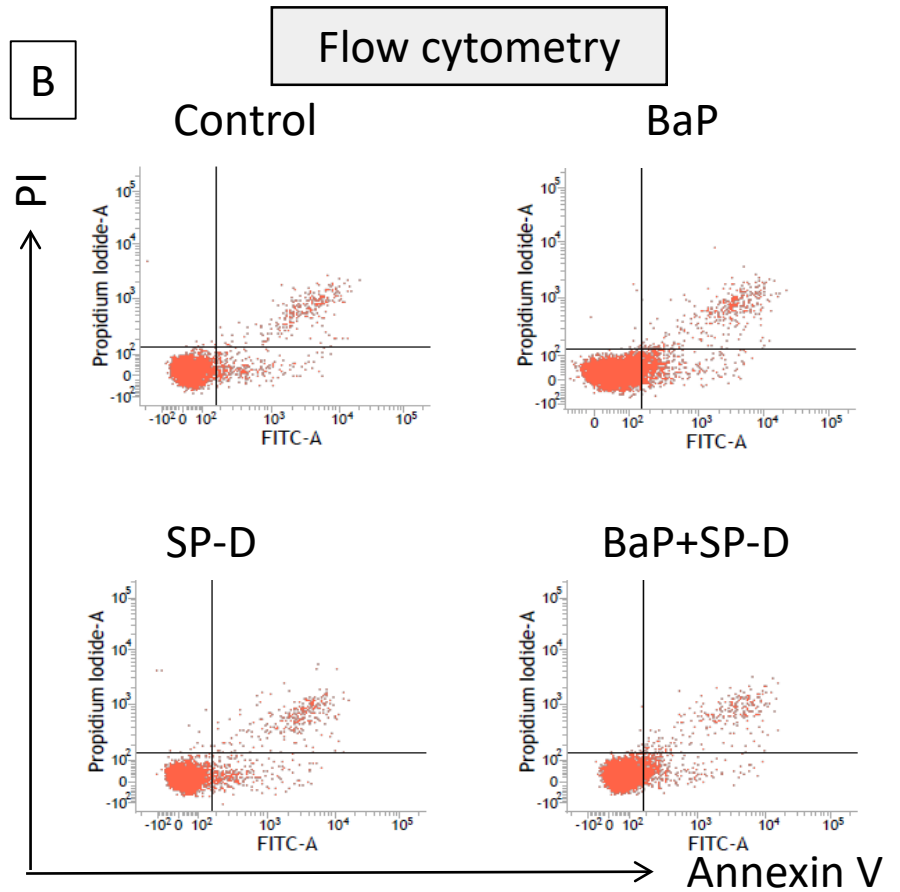 Flow cytometry
B
Control
BaP
PI
Propidium Iodide-A
10⁵
10⁴
10³
10²
0
-10²
-10² 0 10² 10³ 10⁴ 10⁵
FITC-A
Propidium Iodide-A
10⁵
10⁴
10³
10²
0
-10²
0 10² 10³ 10⁴ 10⁵
FITC-A
SP-D
BaP+SP-D
Propidium Iodide-A
10⁵
10⁴
10³
10²
0
-10²
-10² 0 10² 10³ 10⁴ 10⁵
FITC-A
Propidium Iodide-A
10⁵
10⁴
10³
10²
0
-10²
-10² 0 10² 10³ 10⁴ 10⁵
FITC-A
Annexin V